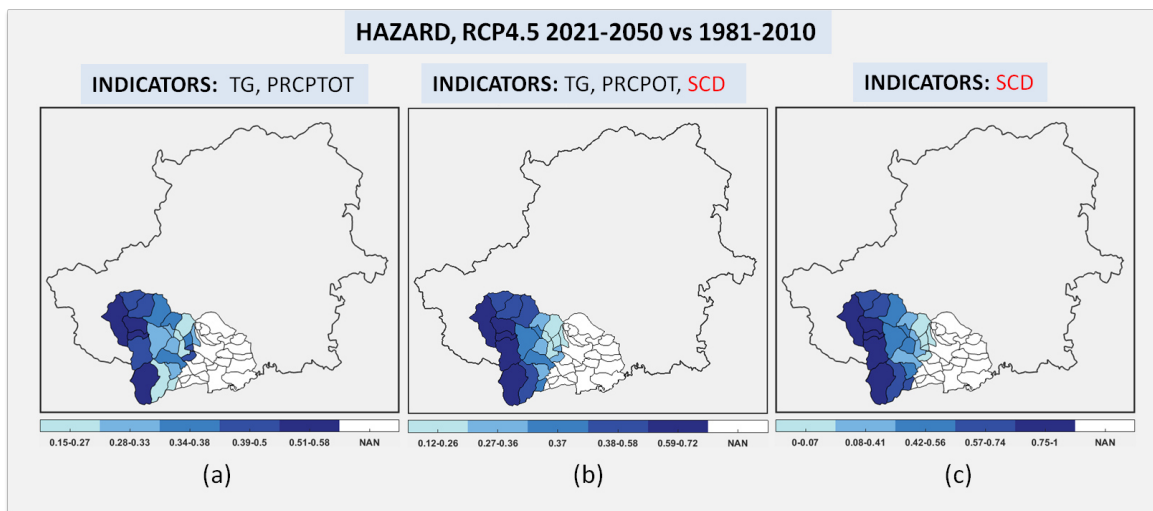 HAZARD, RCP4.5 2021-2050 vs 1981-2010
INDICATORS: TG, PRCPTOT
INDICATORS: TG, PRCPOT, SCD
INDICATORS: SCD
0.15-0.27 0.28-0.33 0.34-0.38 0.39-0.5 0.51-0.58 NAN
0.12-0.26 0.27-0.36 0.37 0.38-0.58 0.59-0.72 NAN
0-0.07 0.08-0.41 0.42-0.56 0.57-0.74 0.75-1 NAN
(a)
(b)
(c)